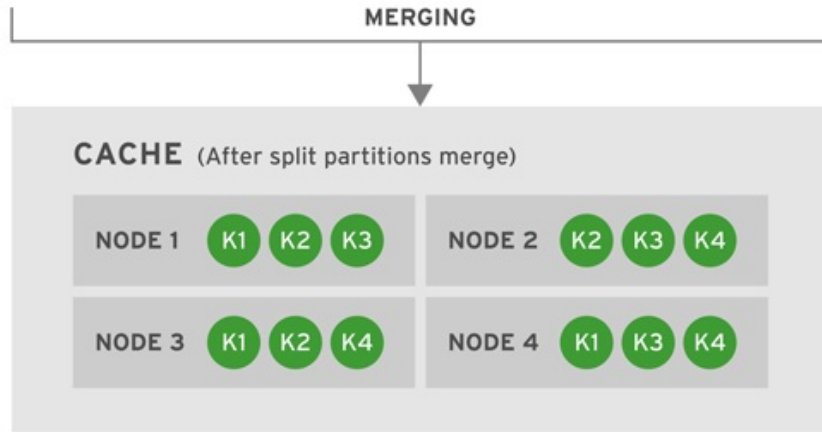 MERGING
CACHE (After split partitions merge)
NODE 1 K1 K2 K3
NODE 2 K2 K3 K4
NODE 3 K1 K2 K4
NODE 4 K1 K3 K4